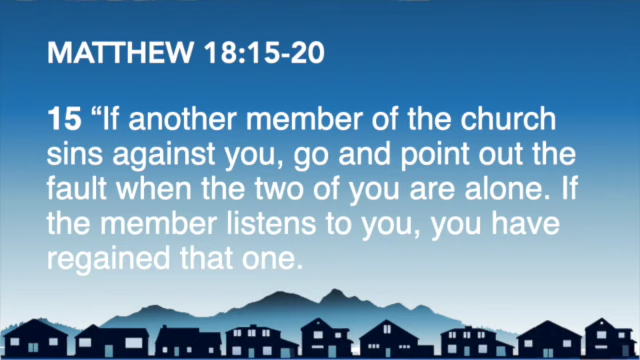 MATTHEW 18:15-20
15 “If another member of the church
sins against you, go and point out the
fault when the two of you are alone. If
the member listens to you, you have
regained that one.